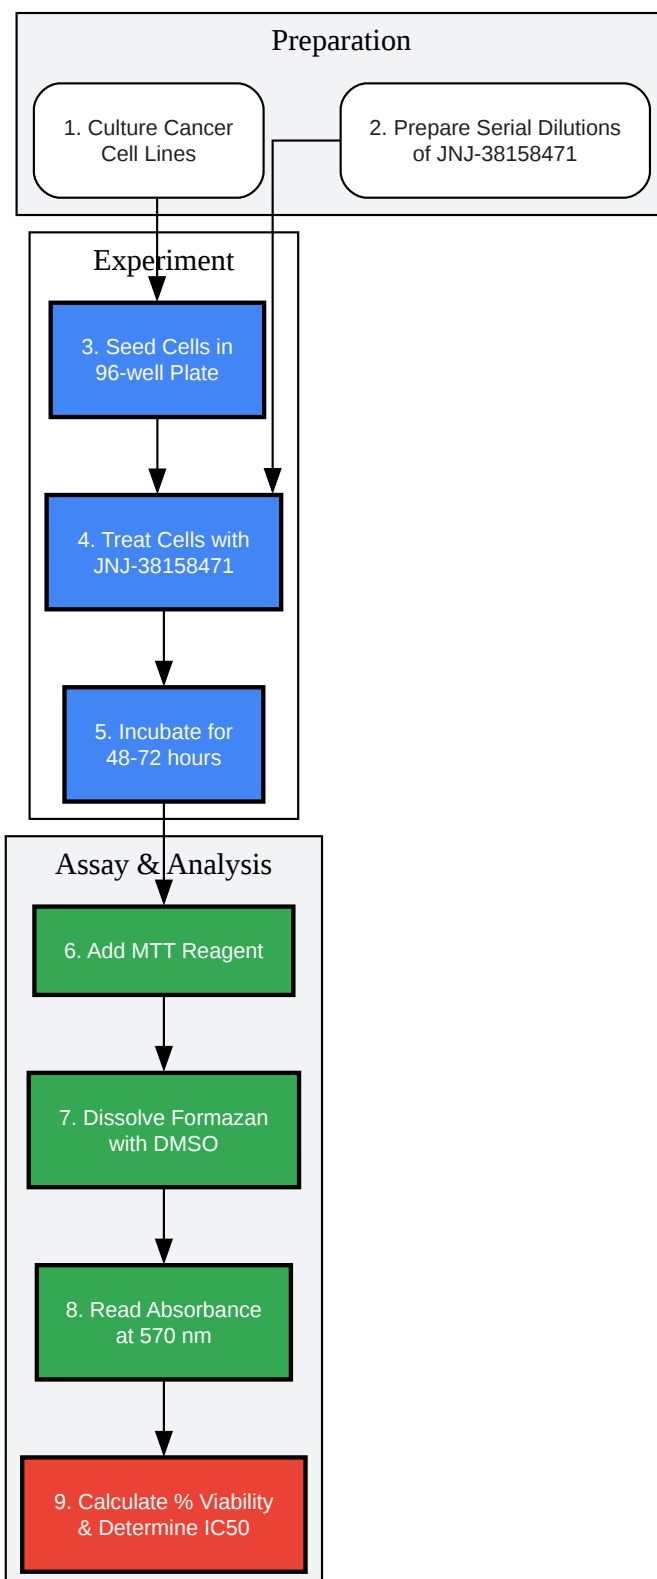 Preparation
1. Culture Cancer
Cell Lines
2. Prepare Serial Dilutions
of JNJ-38158471
Experiment
3. Seed Cells in
96-well Plate
4. Treat Cells with
JNJ-38158471
5. Incubate for
48-72 hours
Assay & Analysis
6. Add MTT Reagent
7. Dissolve Formazan
with DMSO
8. Read Absorbance
at 570 nm
9. Calculate % Viability
& Determine IC50